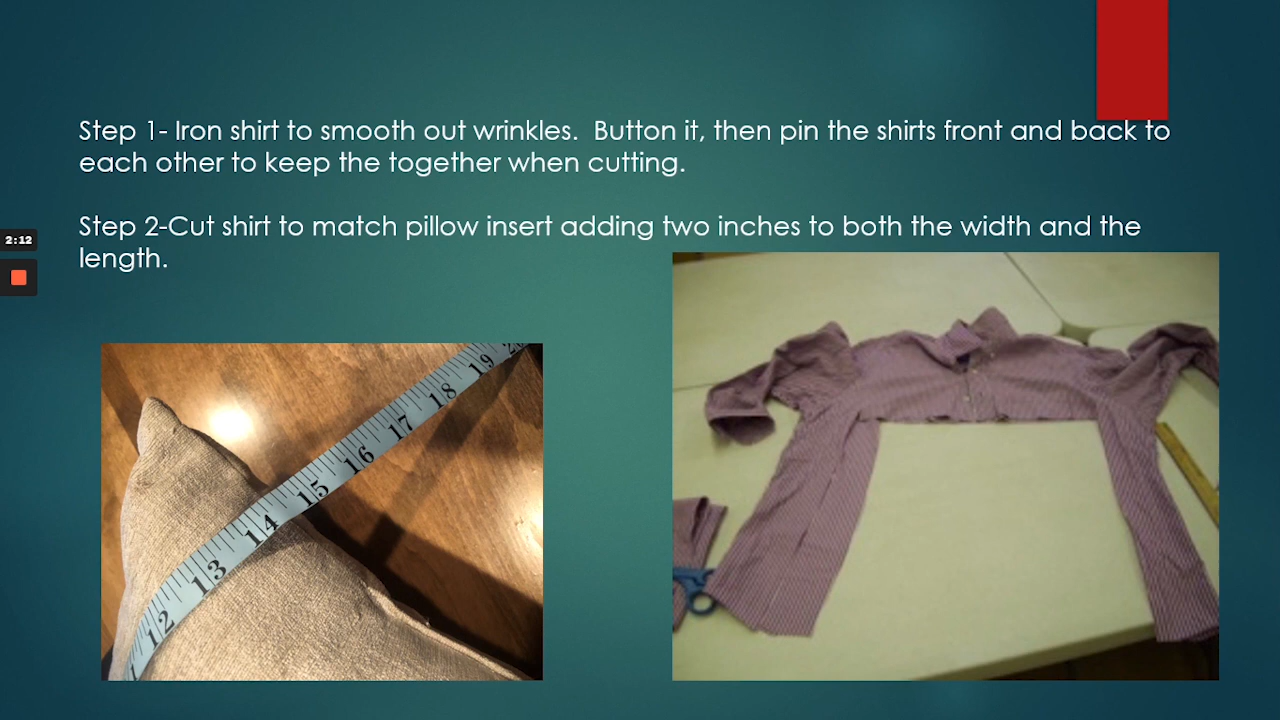 Step 1- Iron shirt to smooth out wrinkles.  Button it, then pin the shirts front and back to
each other to keep the together when cutting.
Step 2-Cut shirt to match pillow insert adding two inches to both the width and the
length.
2:12
12 13 14 15 16 17 18 19 20